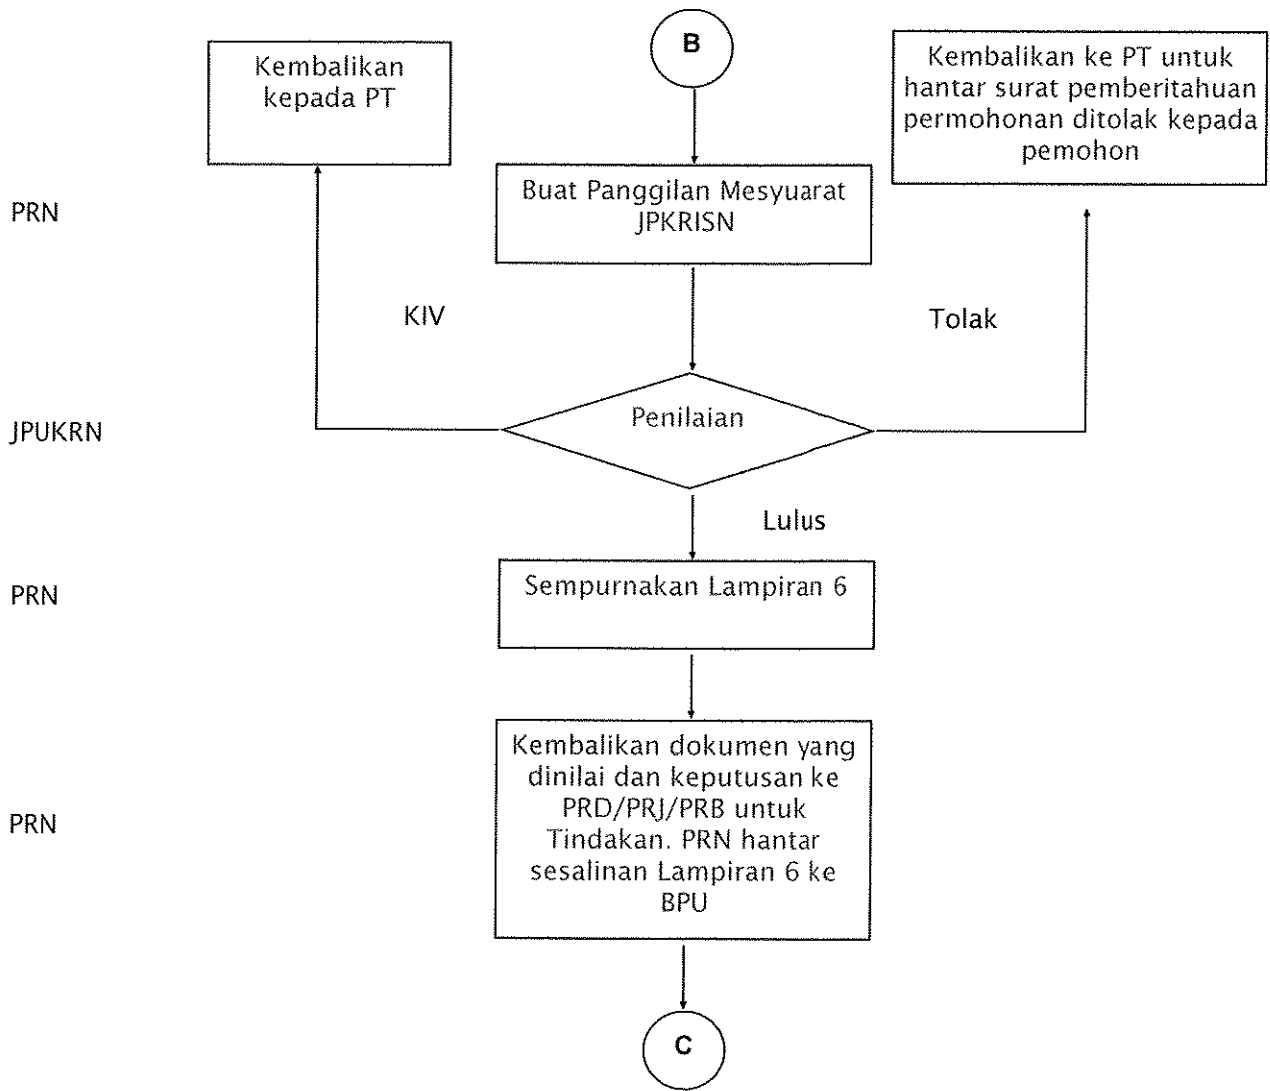 B
Kembalikan
kepada PT
Kembalikan ke PT untuk
hantar surat pemberitahuan
permohonan ditolak kepada
pemohon
PRN
Buat Panggilan Mesyuarat
JPKRISN
KIV
Tolak
JPUKRN
Penilaian
Lulus
PRN
Sempurnakan Lampiran 6
PRN
Kembalikan dokumen yang
dinilai dan keputusan ke
PRD/PRJ/PRB untuk
Tindakan. PRN hantar
sesalinan Lampiran 6 ke
BPU
C